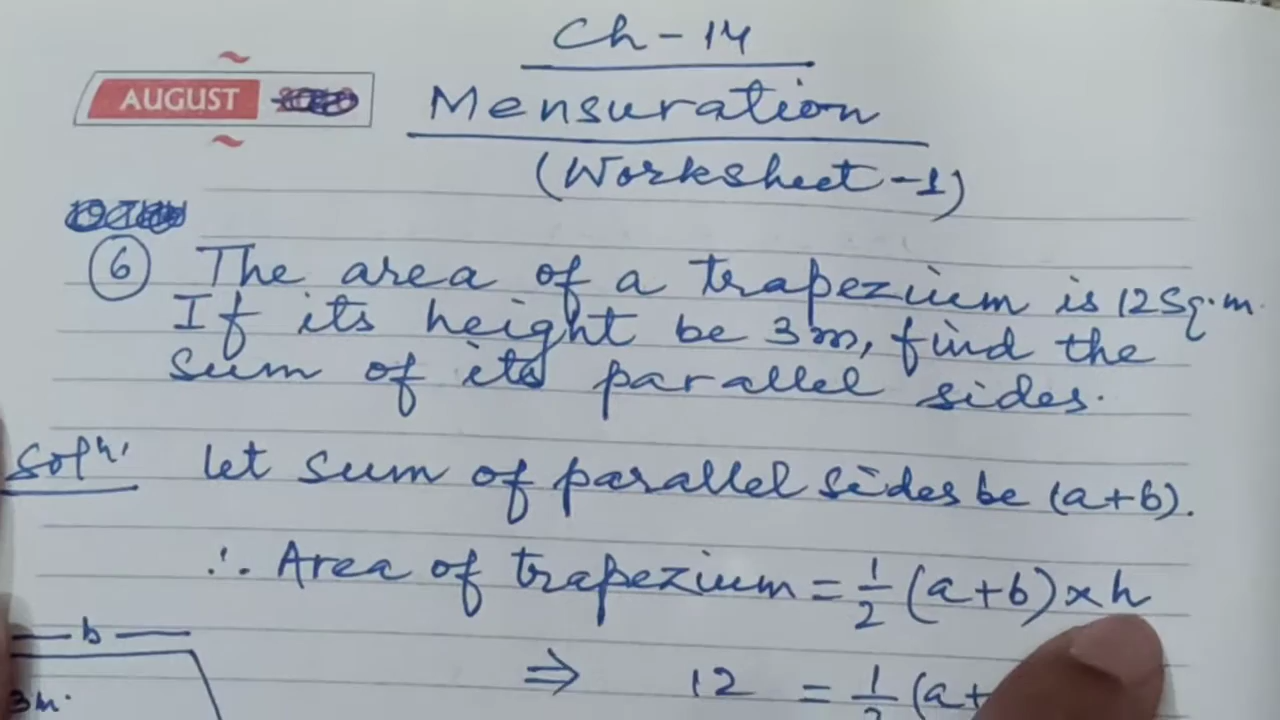 Ch-14
AUGUST
Mensuration
(Worksheet-1)
6 The area of a trapezium is 12 Sq.m.
If its height be 3m, find the
sum of its parallel sides.
Solⁿ. let sum of parallel sides be (a+b).
∴ Area of trapezium = 1/2 (a+b) × h
b
⇒ 12 = 1/2 (a+
3m.